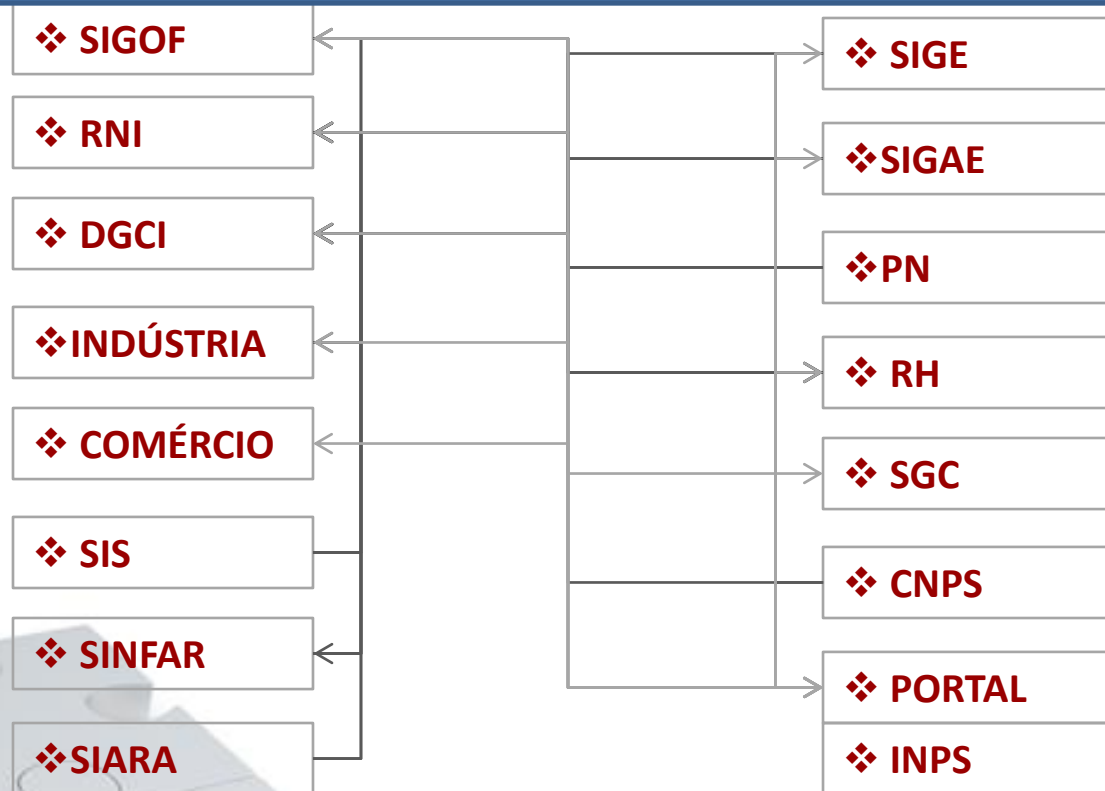 ❖ SIGOF
❖ RNI
❖ DGCI
❖INDÚSTRIA
❖ COMÉRCIO
❖ SIS
❖ SINFAR
❖SIARA
❖ SIGE
❖SIGAE
❖PN
❖ RH
❖ SGC
❖ CNPS
❖ PORTAL
❖ INPS